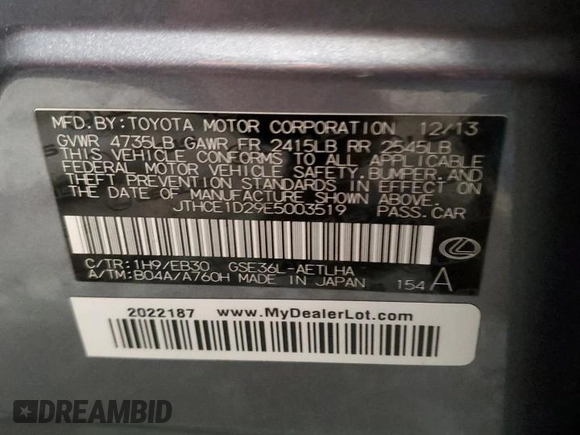 MFD.BY: TOYOTA MOTOR CORPORATION 12/13
GVWR 4735LB GAWR FR 2415LB RR 2545LB
THIS VEHICLE CONFORMS TO ALL APPLICABLE
FEDERAL MOTOR VEHICLE SAFETY, BUMPER, AND
THEFT PREVENTION STANDARDS IN EFFECT ON THE
DATE OF MANUFACTURE SHOWN ABOVE.
JTHCE1D29E5003519 PASS.CAR
C/TR:1H9/EB30 GSE36L-AETLHA
A/TM:B04A/A760H MADE IN JAPAN 154 A
2022187 www.MyDealerLot.com
DREAMBID